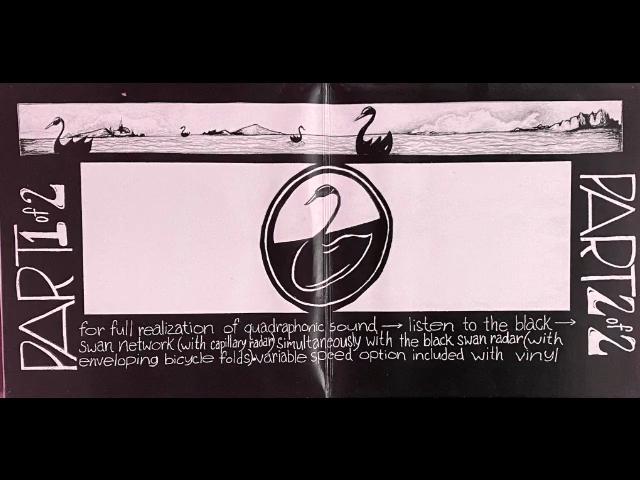 PART 1 of 2
for full realization of quadraphonic sound → listen to the black →
swan network (with capillary radar) simultaneously with the black swan radar (with
enveloping bicycle folds). variable speed option included with vinyl
PART 2 of 2